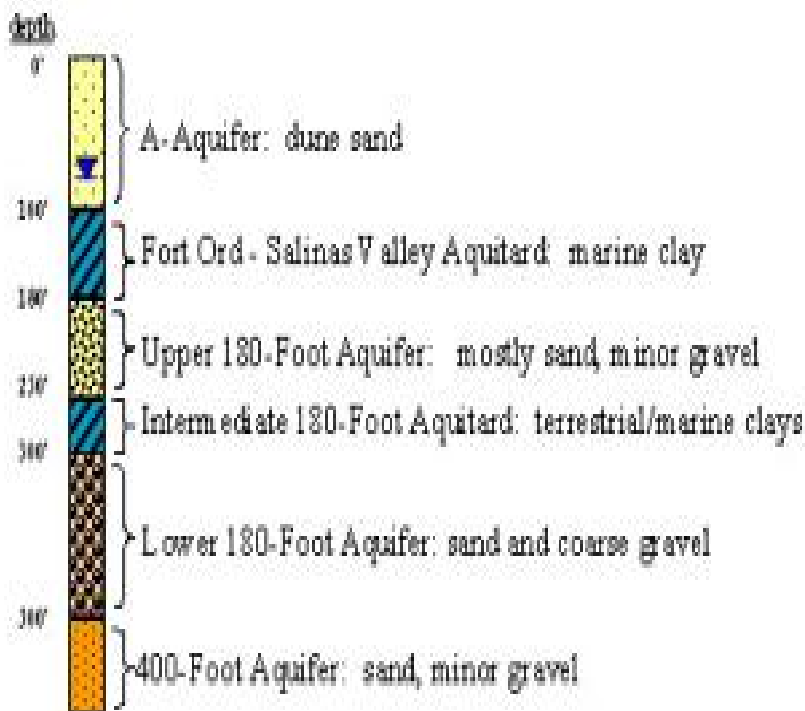 depth
0'
A-Aquifer: dune sand
Fort Ord - Salinas Valley Aquitard: marine clay
180'
Upper 180-Foot Aquifer: mostly sand, minor gravel
Intermediate 180-Foot Aquitard: terrestrial/marine clays
Lower 180-Foot Aquifer: sand and coarse gravel
400-Foot Aquifer: sand, minor gravel